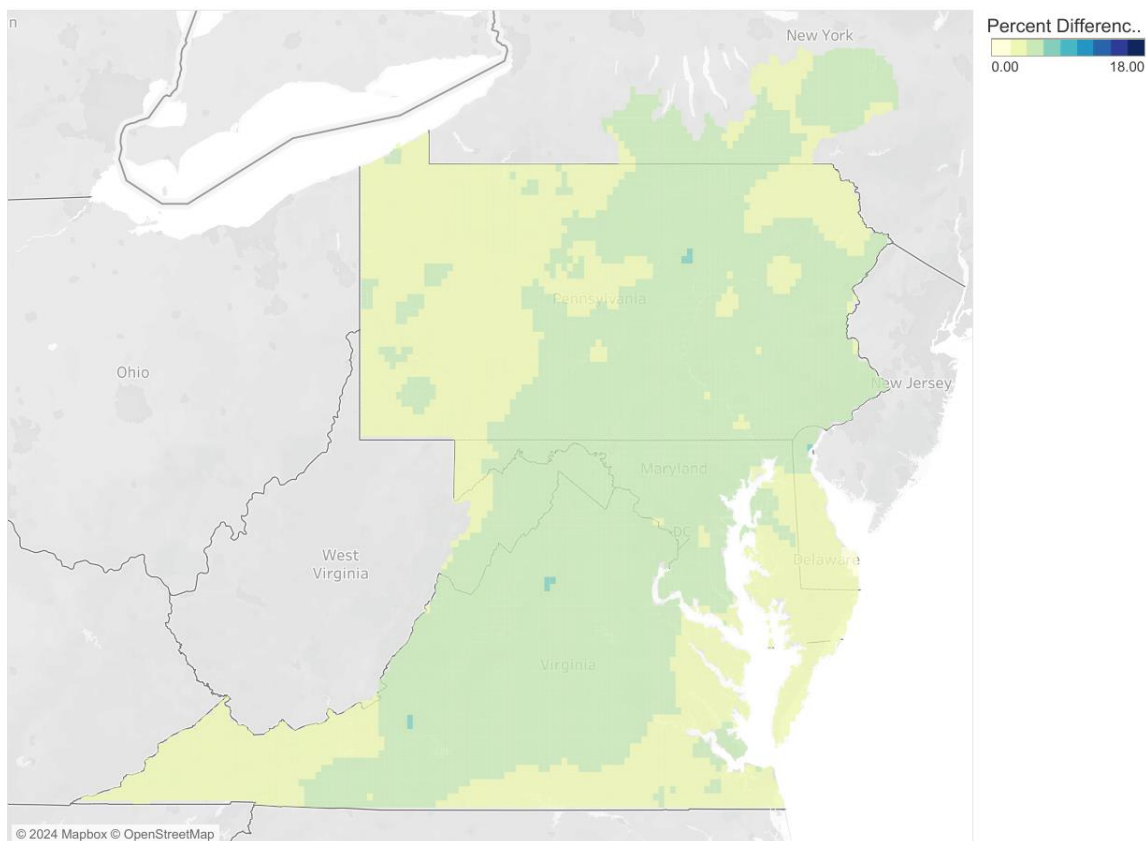 n
New York
Percent Differenc..
0.00 18.00
Pennsylvania
Ohio
New Jersey
Maryland
DC
West
Virginia
Delaware
Virginia
© 2024 Mapbox © OpenStreetMap